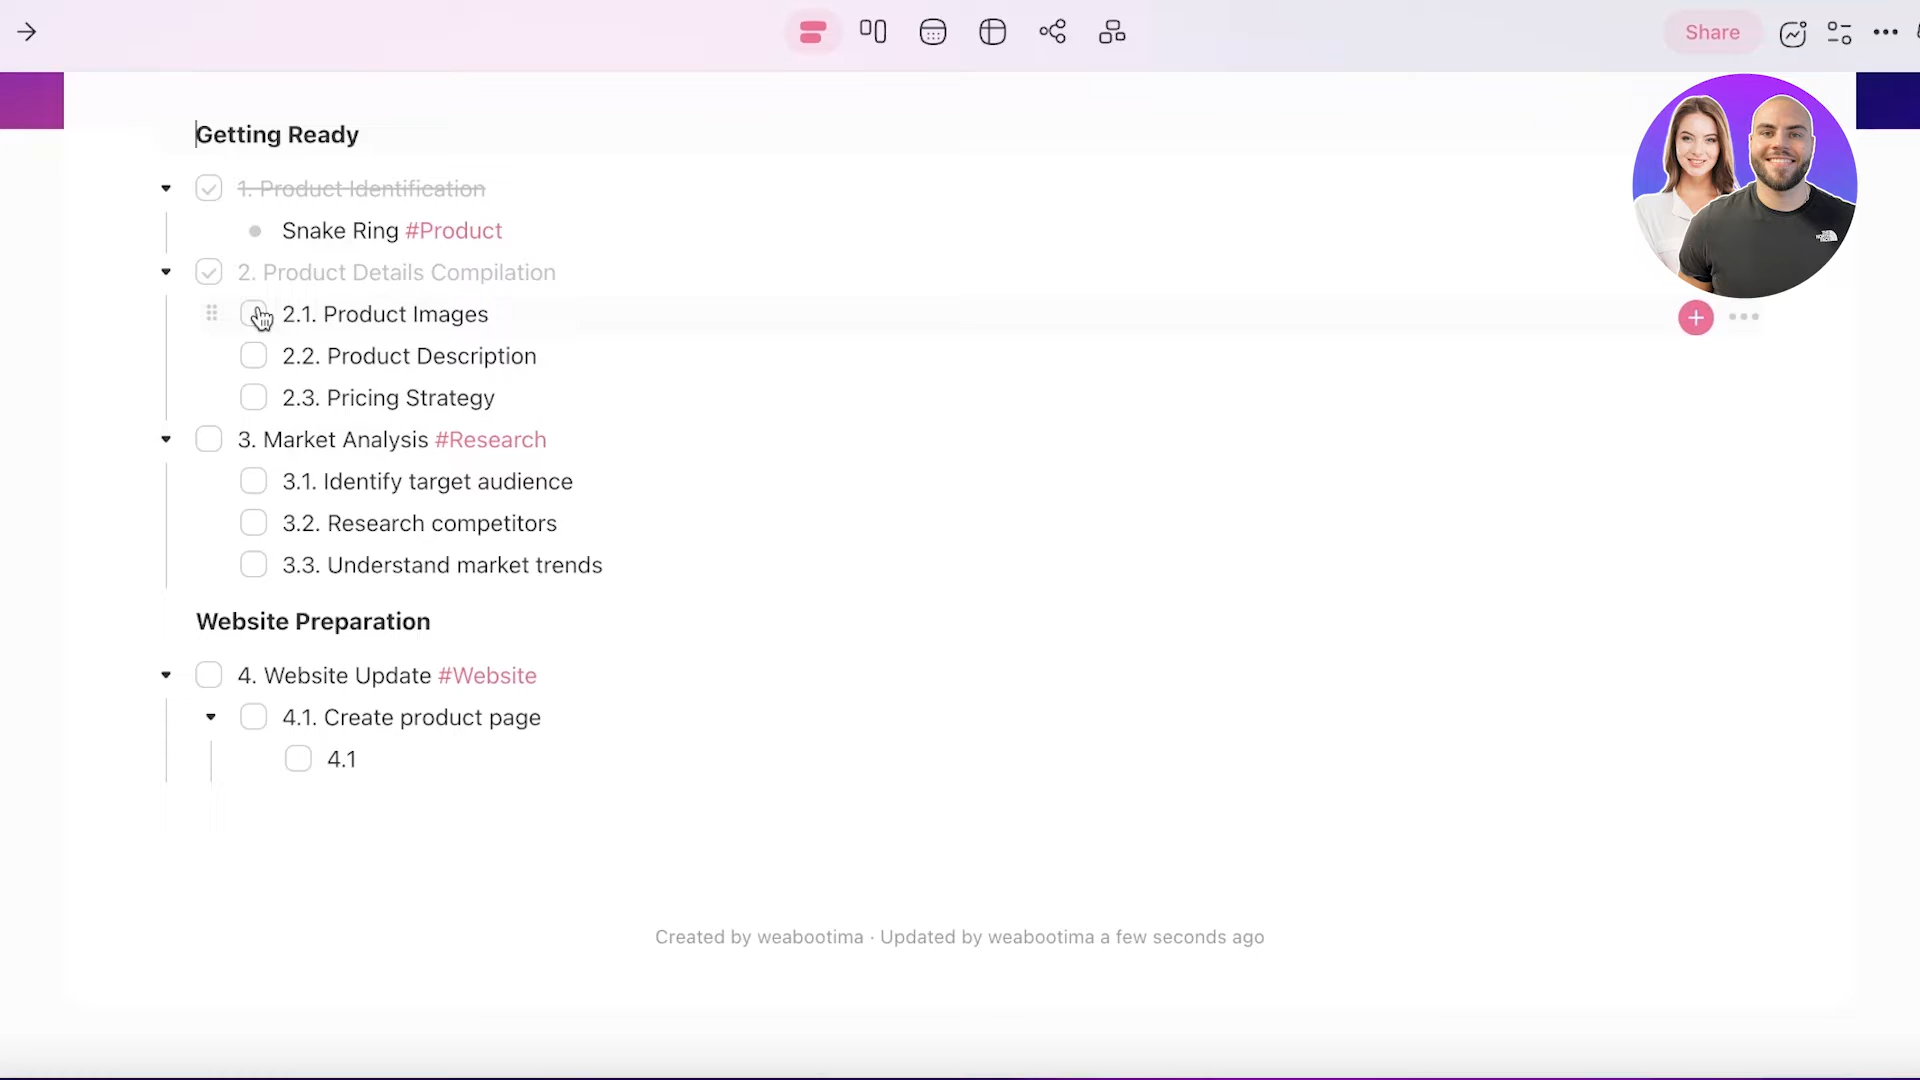 Share
Getting Ready
1. Product Identification
Snake Ring #Product
2. Product Details Compilation
2.1. Product Images
2.2. Product Description
2.3. Pricing Strategy
3. Market Analysis #Research
3.1. Identify target audience
3.2. Research competitors
3.3. Understand market trends
Website Preparation
4. Website Update #Website
4.1. Create product page
4.1
Created by weabootima · Updated by weabootima a few seconds ago